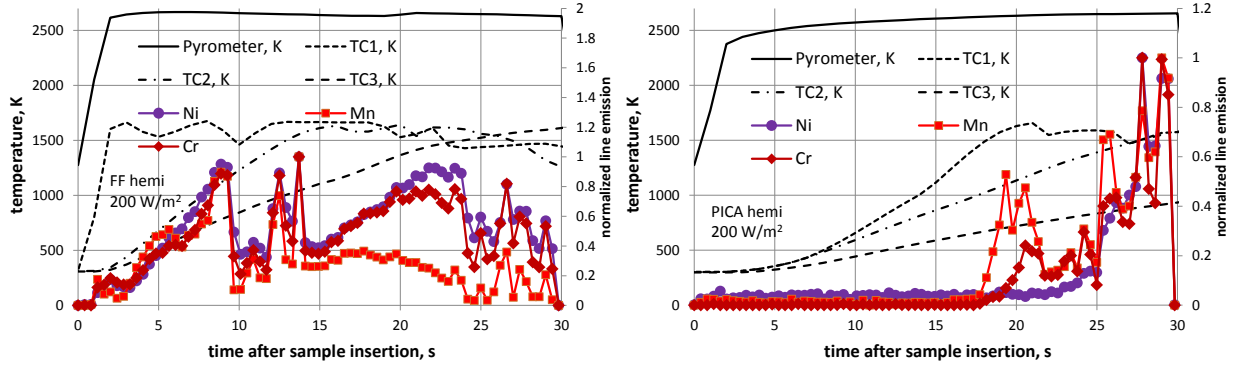 2500
2000
1500
1000
500
0
temperature, K
Pyrometer, K
TC1, K
TC2, K
TC3, K
Ni
Mn
Cr
FF hemi
200 W/m²
2
1.8
1.6
1.4
1.2
1
0.8
0.6
0.4
0.2
0
normalized line emission
0 5 10 15 20 25 30
time after sample insertion, s
2500
2000
1500
1000
500
0
temperature, K
Pyrometer, K
TC1, K
TC2, K
TC3, K
Ni
Mn
Cr
PICA hemi
200 W/m²
1.2
1
0.8
0.6
0.4
0.2
0
normalized line emission
0 5 10 15 20 25 30
time after sample insertion, s